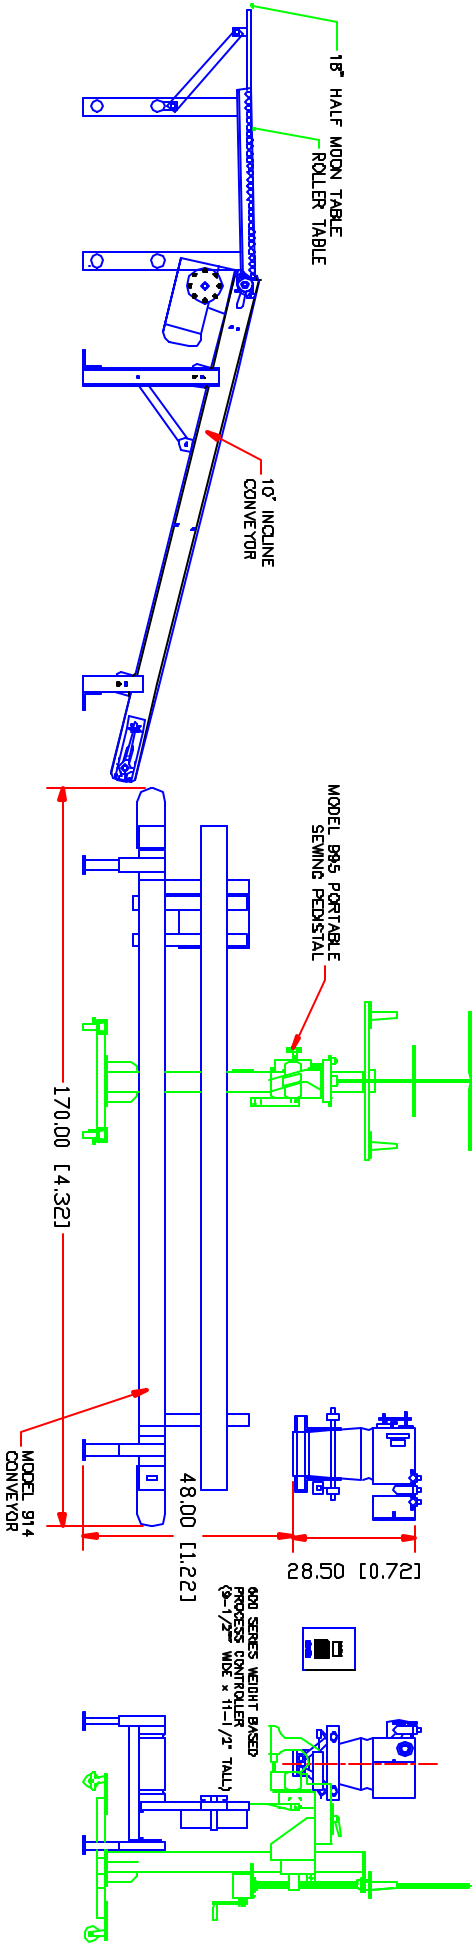 18" HALF MOON TABLE
ROLLER TABLE
10' INCLINE
CONVEYOR
MODEL D95 PORTABLE
SEWING PEDISTAL
170.00 [4.32]
MODEL 914
CONVEYOR
48.00 [1.22]
28.50 [0.72]
600 SERIES WEIGHT BASED
PROCESS CONTROLLER
(9-1/2" WIDE x 11-1/2" TALL)